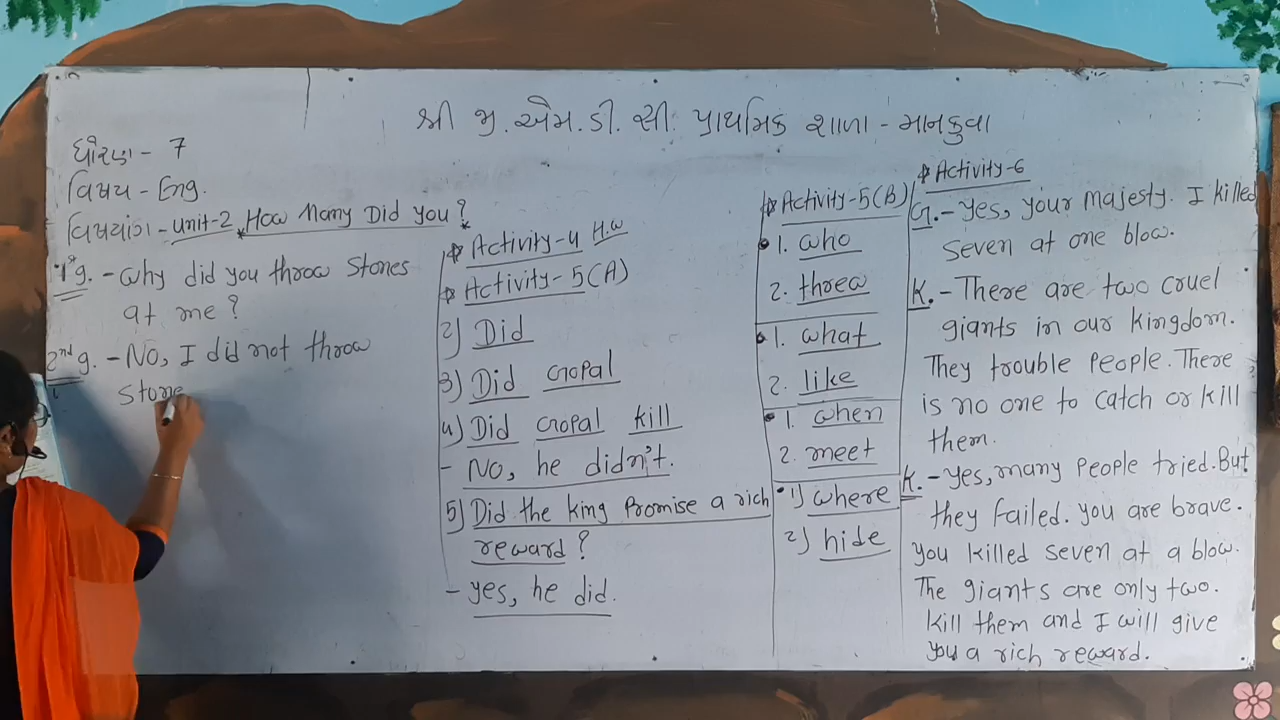 શ્રી જી. એમ. ડી. સી. પ્રાથમિક શાળા - માનકુવા
ધોરણ - 7
વિષય - Eng.
વિષયાંગ - unit-2 *How Many Did you?*
1st g. - why did you throw stones
at me?
2nd g. - No, I did not throw
stone
Activity-4 H.W
Activity-5(A)
2) Did
3) Did Gopal
4) Did Gopal kill
- No, he didn't.
5) Did the king Promise a rich
reward?
- yes, he did.
Activity-5(B)
1. who
2. threw
1. what
2. like
1. when
2. meet
1) where
2) hide
Activity-6
G. - yes, your majesty. I killed
seven at one blow.
K. - There are two cruel
giants in our kingdom.
They trouble People. There
is no one to catch or kill
them.
K. - yes, many People tried. But
they failed. you are brave.
you killed seven at a blow.
The giants are only two.
kill them and I will give
you a rich reward.